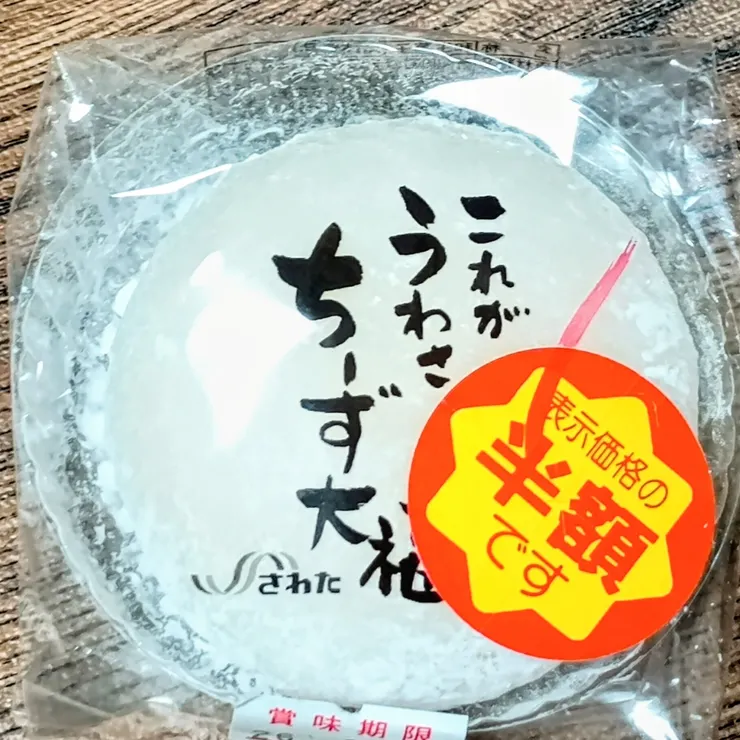 これが
うわさ
ちーず大福
さわた
表示価格の
半額
です
賞味期限